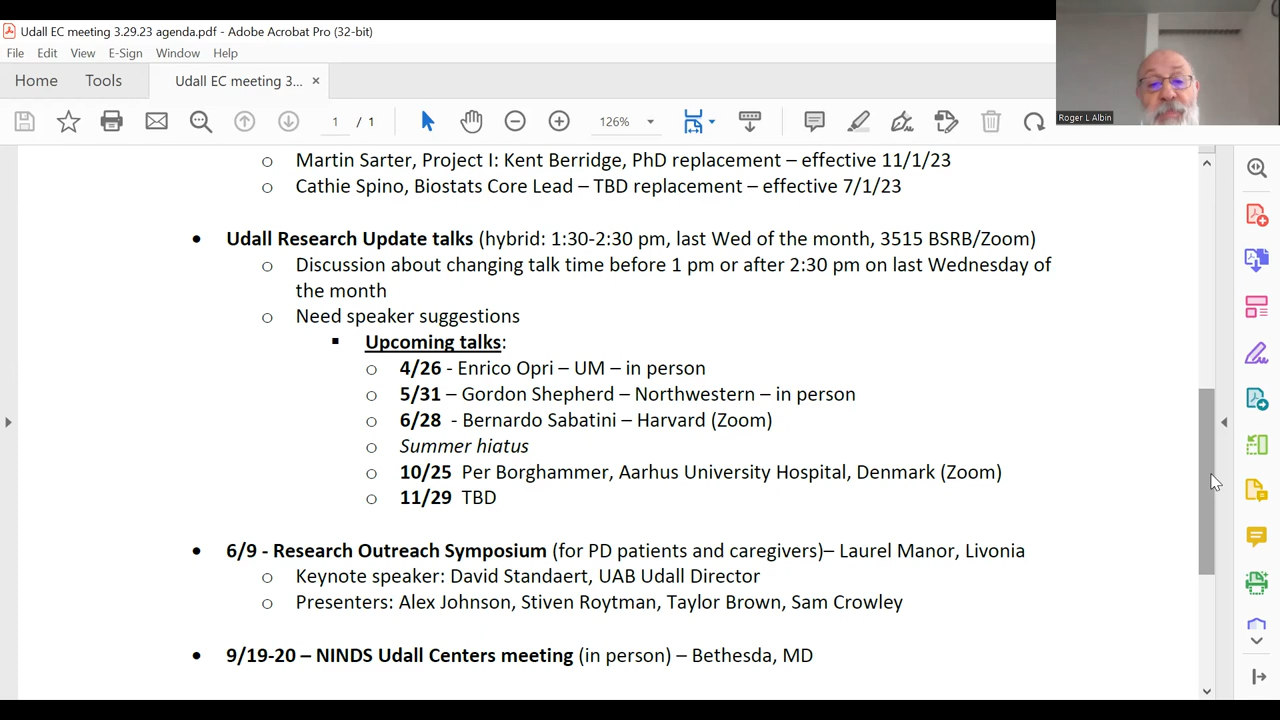 Udall EC meeting 3.29.23 agenda.pdf - Adobe Acrobat Pro (32-bit)
File Edit View E-Sign Window Help
Home Tools Udall EC meeting 3... ×
1 / 1 126%
Roger L Albin
o Martin Sarter, Project I: Kent Berridge, PhD replacement – effective 11/1/23
o Cathie Spino, Biostats Core Lead – TBD replacement – effective 7/1/23
• Udall Research Update talks (hybrid: 1:30-2:30 pm, last Wed of the month, 3515 BSRB/Zoom)
o Discussion about changing talk time before 1 pm or after 2:30 pm on last Wednesday of
the month
o Need speaker suggestions
▪ Upcoming talks:
o 4/26 - Enrico Opri – UM – in person
o 5/31 – Gordon Shepherd – Northwestern – in person
o 6/28 - Bernardo Sabatini – Harvard (Zoom)
o Summer hiatus
o 10/25 Per Borghammer, Aarhus University Hospital, Denmark (Zoom)
o 11/29 TBD
• 6/9 - Research Outreach Symposium (for PD patients and caregivers)– Laurel Manor, Livonia
o Keynote speaker: David Standaert, UAB Udall Director
o Presenters: Alex Johnson, Stiven Roytman, Taylor Brown, Sam Crowley
• 9/19-20 – NINDS Udall Centers meeting (in person) – Bethesda, MD